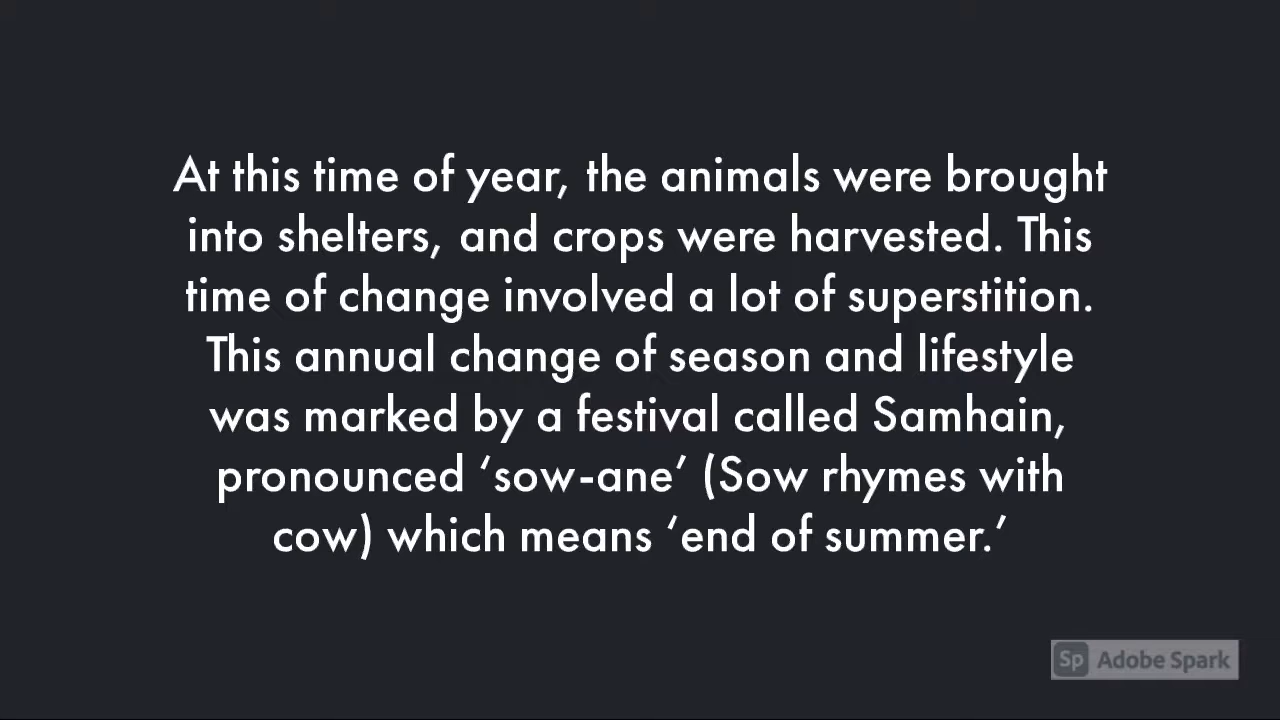 At this time of year, the animals were brought
into shelters, and crops were harvested. This
time of change involved a lot of superstition.
This annual change of season and lifestyle
was marked by a festival called Samhain,
pronounced ‘sow-ane’ (Sow rhymes with
cow) which means ‘end of summer.’
Sp Adobe Spark